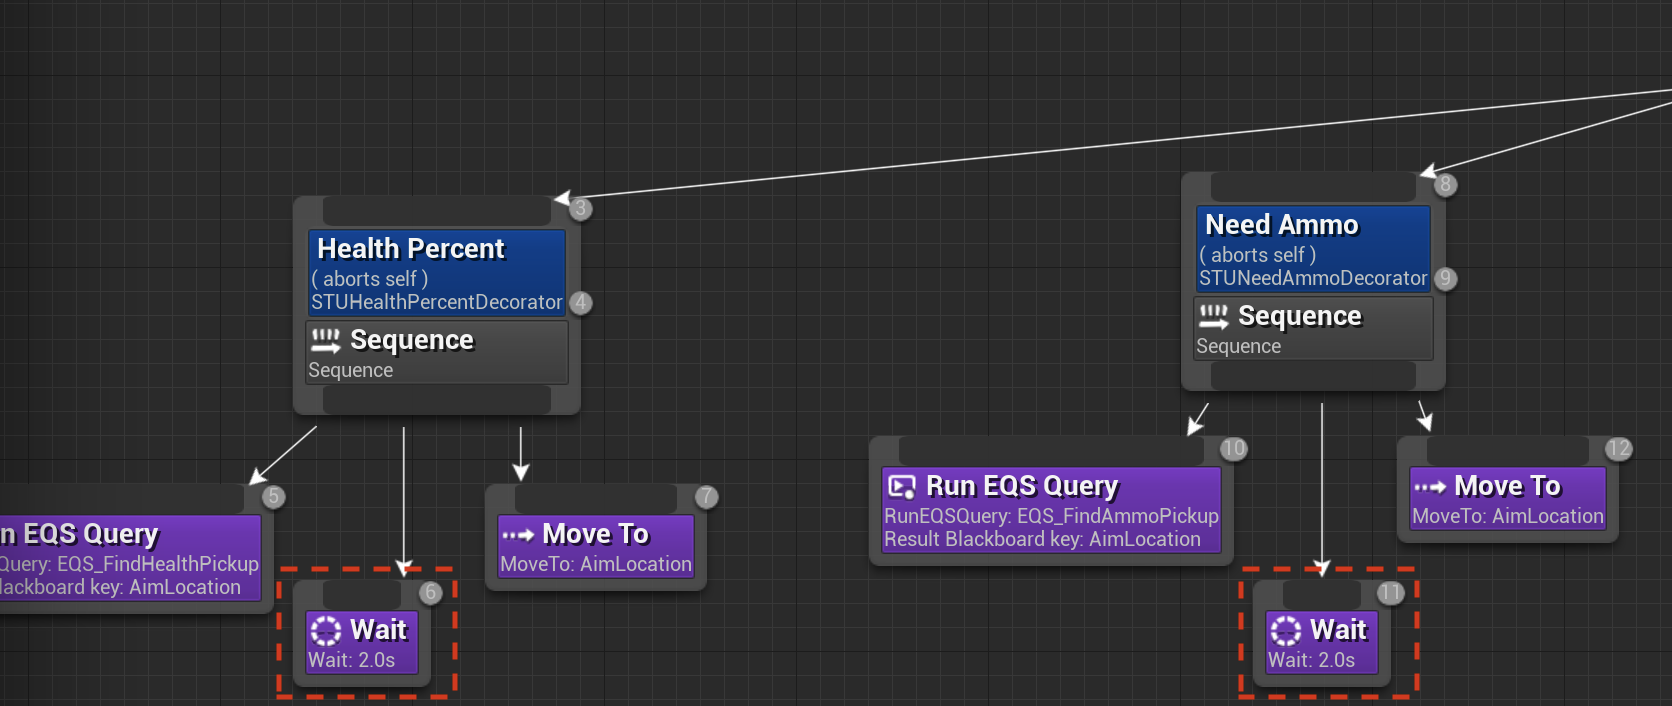 3
Health Percent
( aborts self )
STUHealthPercentDecorator
4
Sequence
Sequence
8
Need Ammo
( aborts self )
STUNeedAmmoDecorator
9
Sequence
Sequence
5
n EQS Query
Query: EQS_FindHealthPickup
lackboard key: AimLocation
6
Wait
Wait: 2.0s
7
Move To
MoveTo: AimLocation
10
Run EQS Query
RunEQSQuery: EQS_FindAmmoPickup
Result Blackboard key: AimLocation
11
Wait
Wait: 2.0s
12
Move To
MoveTo: AimLocation